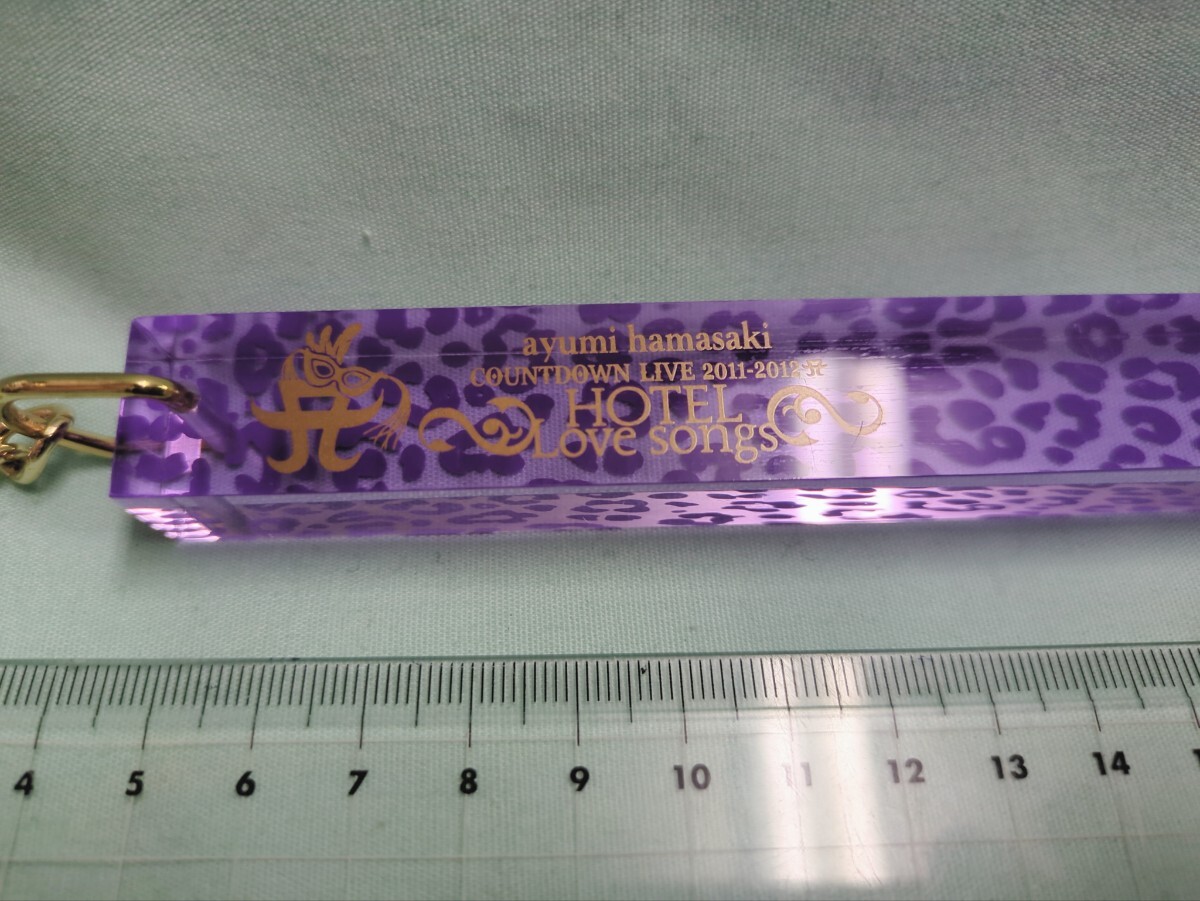 ayumi hamasaki
COUNTDOWN LIVE 2011-2012 A
HOTEL
Love songs
4 5 6 7 8 9 10 11 12 13 14